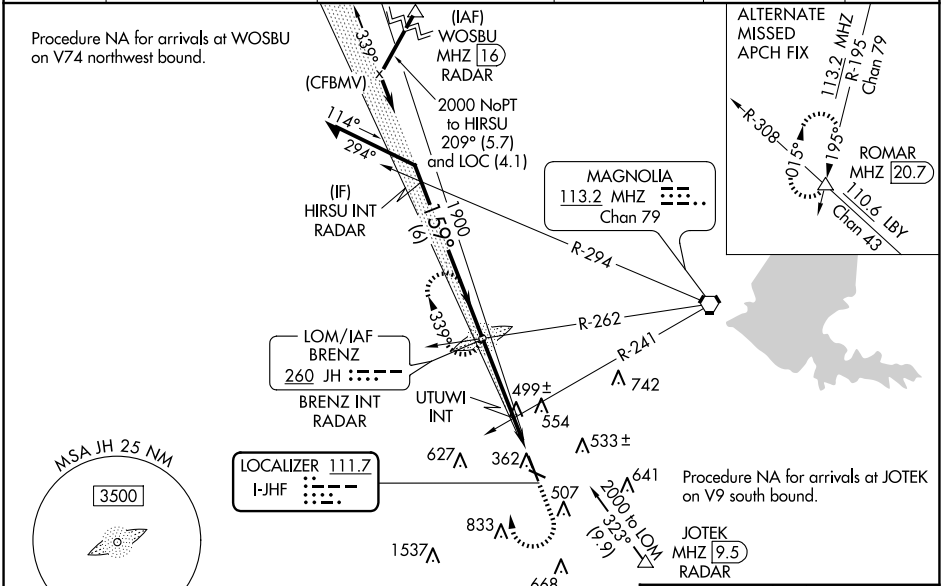 Procedure NA for arrivals at WOSBU
on V74 northwest bound.
339°
(IAF)
WOSBU
MHZ 16
RADAR
(CFBMV)
2000 NoPT
to HIRSU
209° (5.7)
and LOC (4.1)
114°
294°
(IF)
HIRSU INT
RADAR
1900
159°
(6)
MAGNOLIA
113.2 MHZ
Chan 79
R-294
R-262
R-241
339°
LOM/IAF
BRENZ
260 JH
BRENZ INT
RADAR
UTUWI
INT
499±
554
742
533±
627
362
641
507
833
1537
668
LOCALIZER 111.7
I-JHF
MSA JH 25 NM
3500
Procedure NA for arrivals at JOTEK
on V9 south bound.
2000 to LOM
323°
(9.9)
JOTEK
MHZ 9.5
RADAR
ALTERNATE
MISSED
APCH FIX
113.2 MHZ
R-195
Chan 79
R-308
015°
195°
ROMAR
MHZ 20.7
110.6 LBY
Chan 43